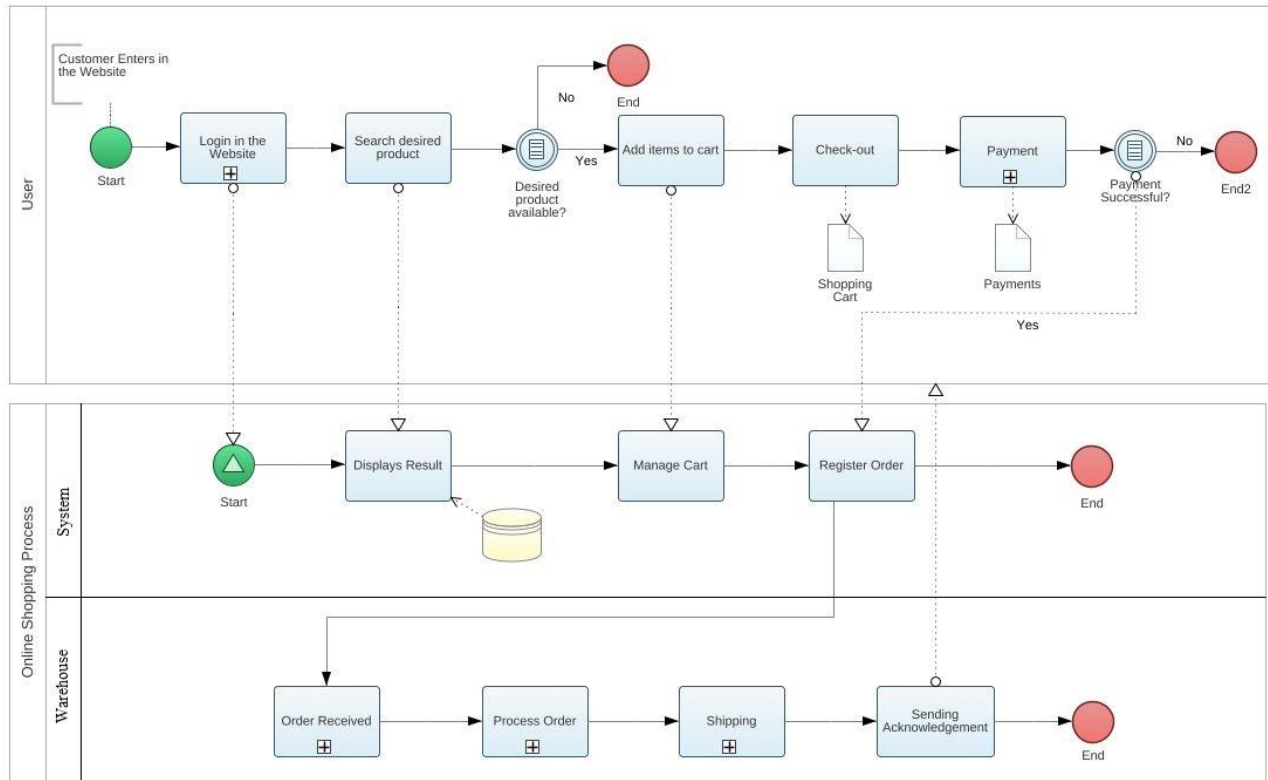 User
Customer Enters in
the Website
Start
Login in the
Website
Search desired
product
Desired
product
available?
No
Yes
End
Add items to cart
Check-out
Shopping
Cart
Payment
Payments
Payment
Successful?
No
End2
Yes
Online Shopping Process
System
Start
Displays Result
Manage Cart
Register Order
End
Warehouse
Order Received
Process Order
Shipping
Sending
Acknowledgement
End